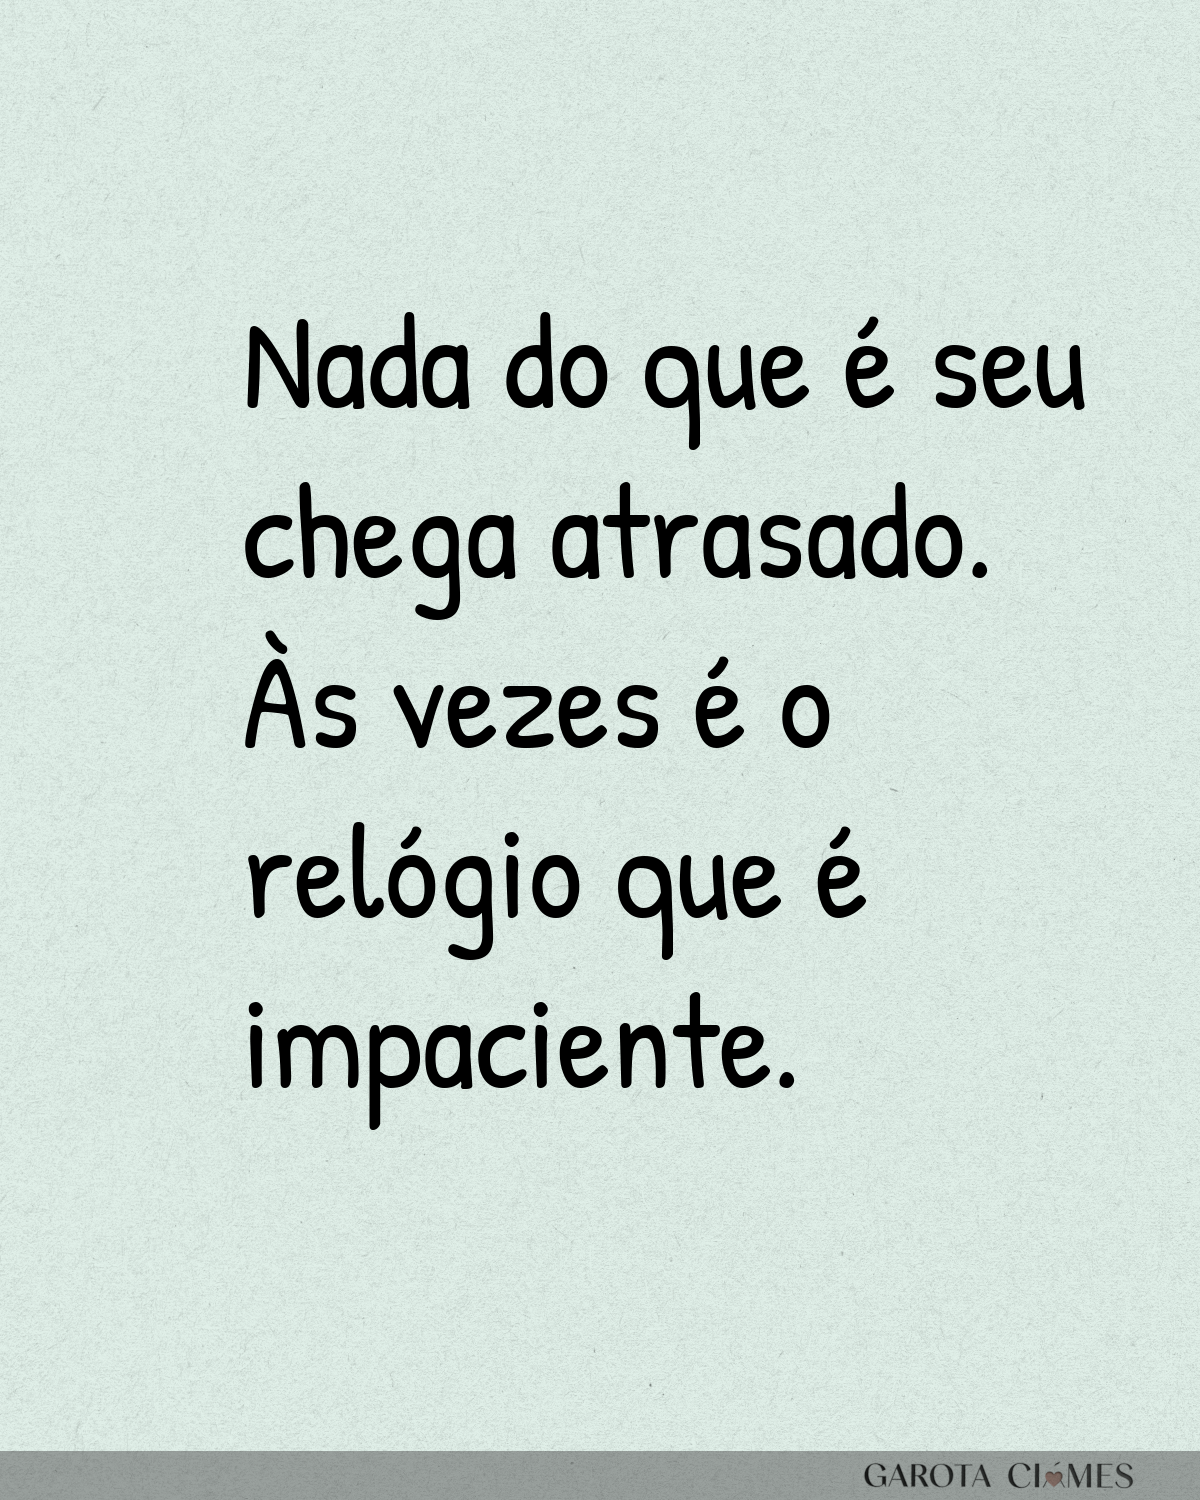 Nada do que é seu
chega atrasado.
Às vezes é o
relógio que é
impaciente.
GAROTA CIÚMES